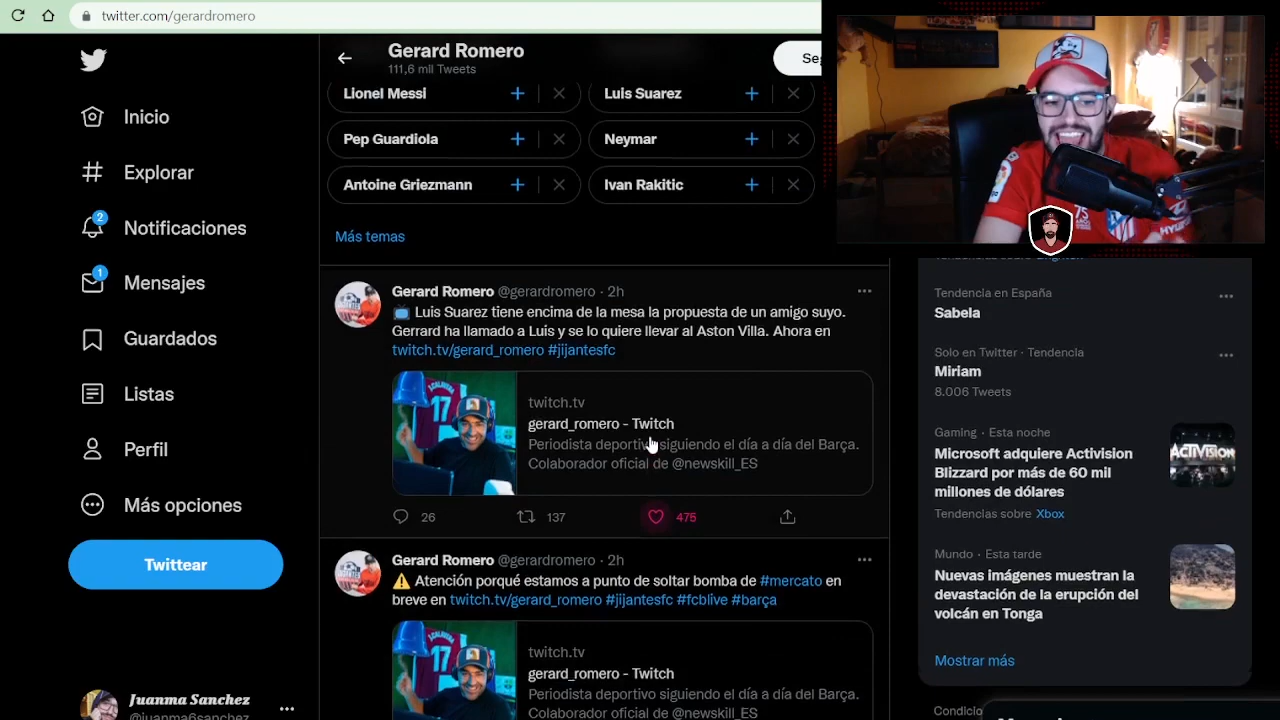 twitter.com/gerardromero
Gerard Romero
111,6 mil Tweets
Inicio
Explorar
2
Notificaciones
1
Mensajes
Guardados
Listas
Perfil
Más opciones
Twittear
Juanma Sanchez
@juanma6sanchez
Lionel Messi
Luis Suarez
Pep Guardiola
Neymar
Antoine Griezmann
Ivan Rakitic
Más temas
Gerard Romero @gerardromero · 2h
📺 Luis Suarez tiene encima de la mesa la propuesta de un amigo suyo.
Gerrard ha llamado a Luis y se lo quiere llevar al Aston Villa. Ahora en
twitch.tv/gerard_romero #jijantesfc
twitch.tv
gerard_romero - Twitch
Periodista deportivo siguiendo el día a día del Barça.
Colaborador oficial de @newskill_ES
26
137
475
Gerard Romero @gerardromero · 2h
⚠️ Atención porqué estamos a punto de soltar bomba de #mercato en
breve en twitch.tv/gerard_romero #jijantesfc #fcblive #barça
twitch.tv
gerard_romero - Twitch
Periodista deportivo siguiendo el día a día del Barça.
Colaborador oficial de @newskill_ES
Tendencia en España
Sabela
Solo en Twitter · Tendencia
Miriam
8.006 Tweets
Gaming · Esta noche
Microsoft adquiere Activision
Blizzard por más de 60 mil
millones de dólares
Tendencias sobre Xbox
ACTIVISION
Mundo · Esta tarde
Nuevas imágenes muestran la
devastación de la erupción del
volcán en Tonga
Mostrar más
75
AÑOS